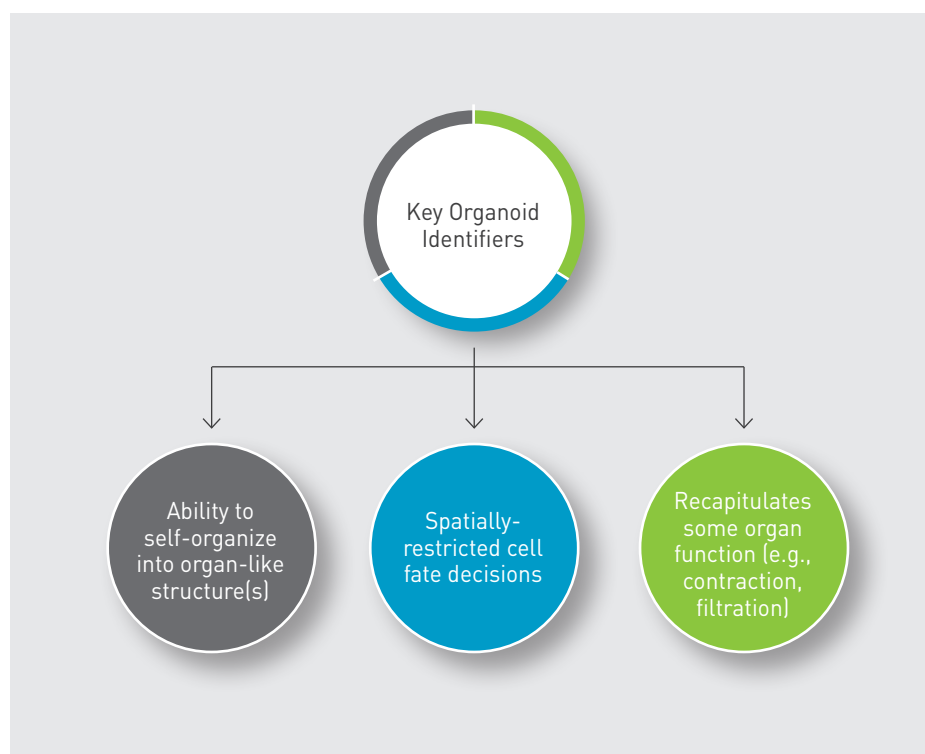 Key Organoid
Identifiers
Ability to
self-organize
into organ-like
structure(s)
Spatially-
restricted cell
fate decisions
Recapitulates
some organ
function (e.g.,
contraction,
filtration)